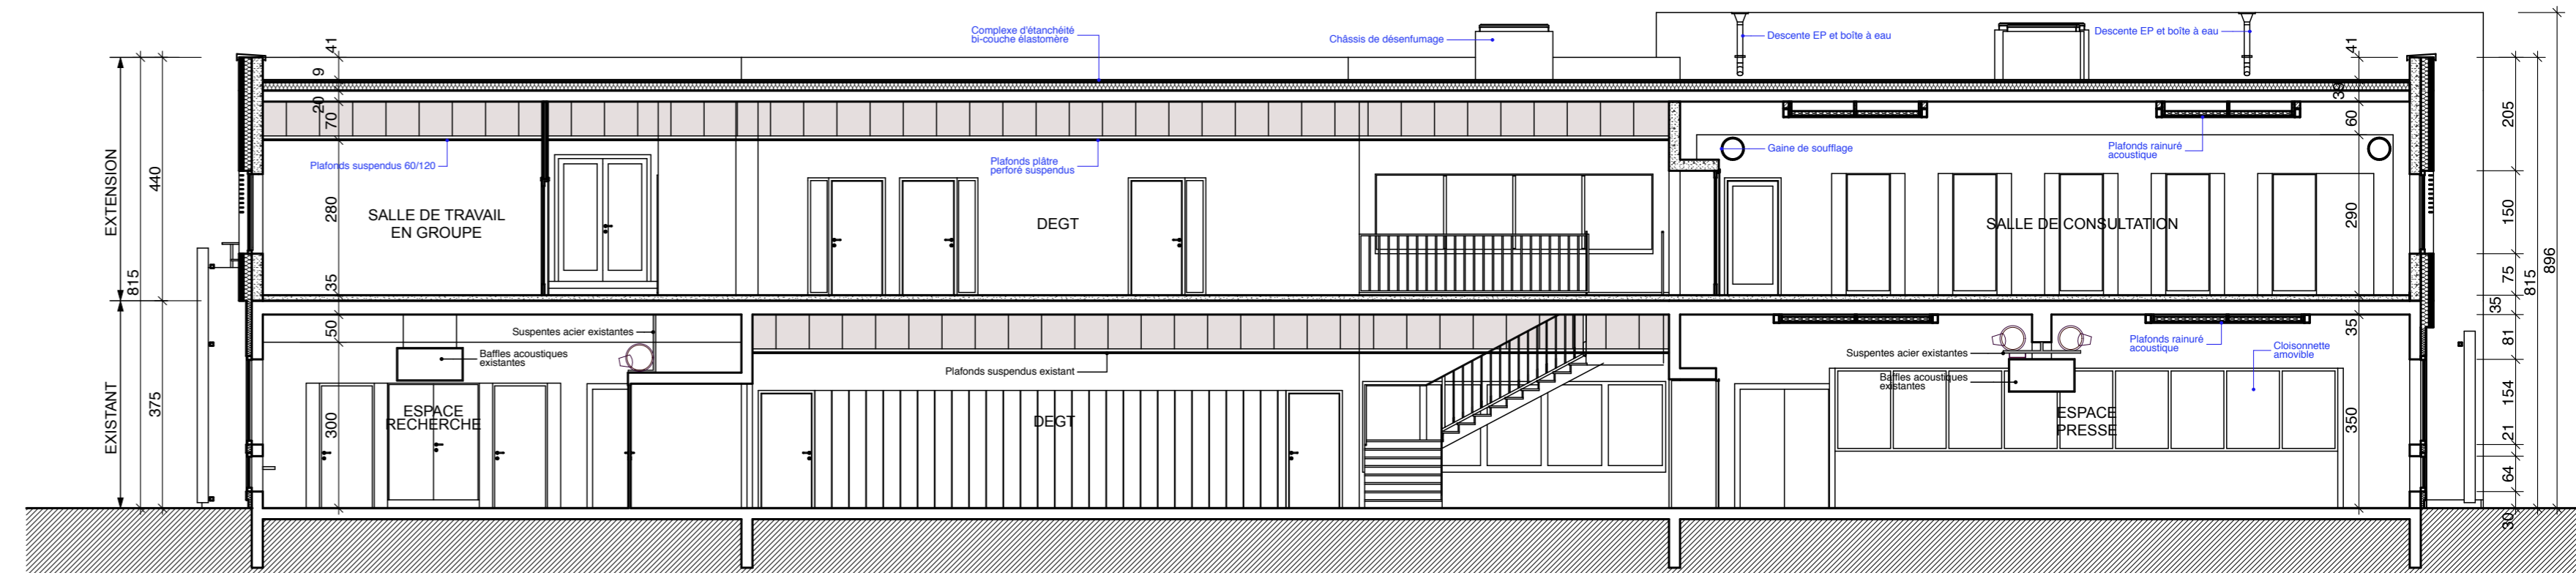 Complexe d'étanchéité
bi-couche élastomère
Châssis de désenfumage
Descente EP et boîte à eau
Descente EP et boîte à eau
41
9
20
70
280
35
50
300
EXTENSION
EXISTANT
815
440
375
Plafonds suspendus 60/120
Plafonds plâtre
perforé suspendus
Gaine de soufflage
Plafonds rainuré
acoustique
SALLE DE TRAVAIL
EN GROUPE
DEGT
SALLE DE CONSULTATION
Suspentes acier existantes
Baffles acoustiques
existantes
Plafonds suspendus existant
Suspentes acier existantes
Baffles acoustiques
existantes
Plafonds rainuré
acoustique
Cloisonnette
amovible
ESPACE
RECHERCHE
DEGT
ESPACE
PRESSE
41
39
60
290
35
350
205
150
75
35
81
154
21
64
30
815
896